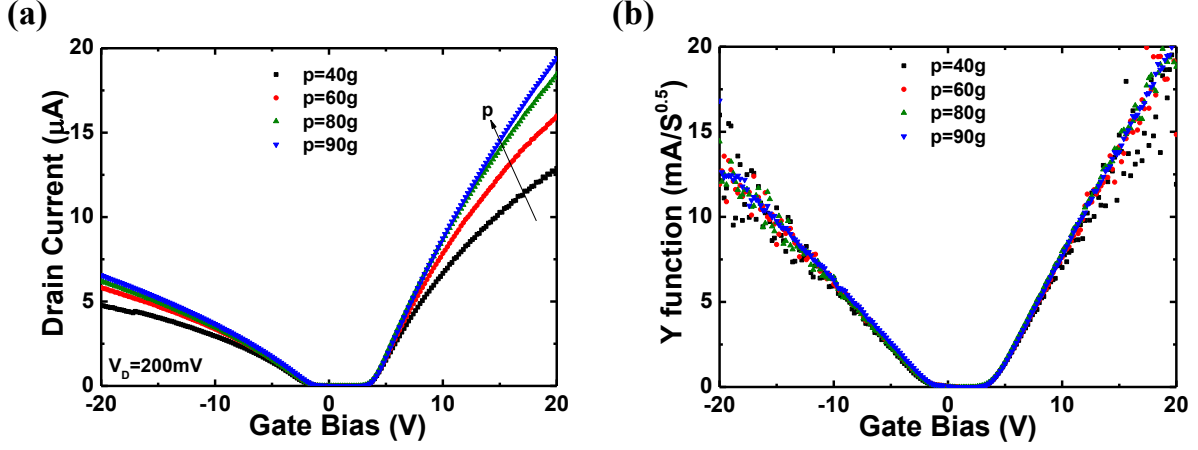 (a)
20
15
10
5
0
Drain Current (μA)
p=40g
p=60g
p=80g
p=90g
p
V_D=200mV
-20 -10 0 10 20
Gate Bias (V)
(b)
20
15
10
5
0
Y function (mA/S^0.5)
p=40g
p=60g
p=80g
p=90g
-20 -10 0 10 20
Gate Bias (V)